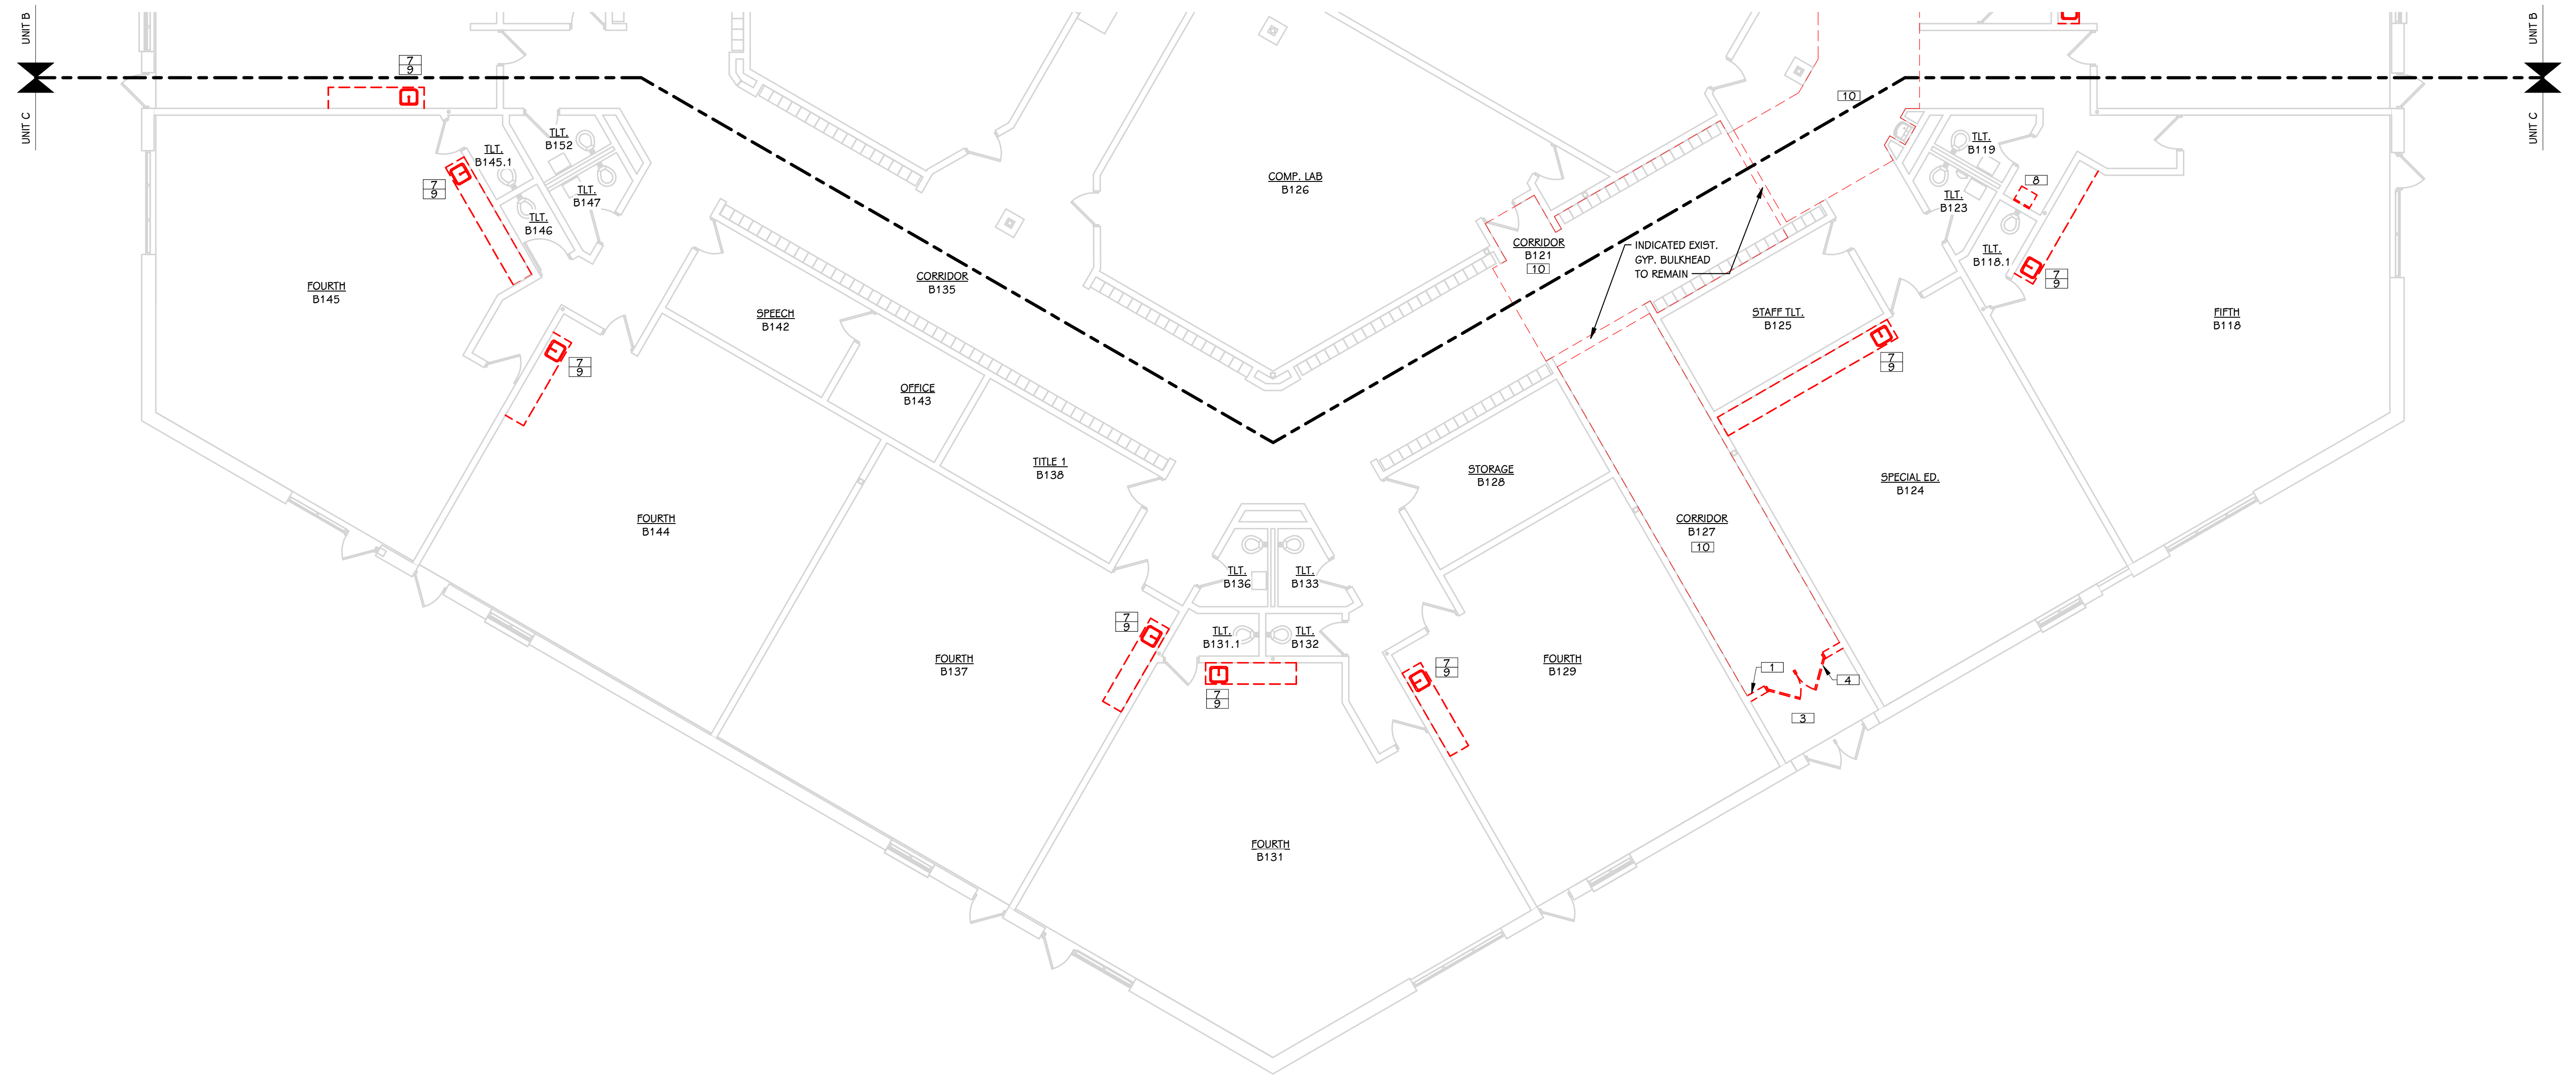 UNIT B
UNIT C
UNIT B
UNIT C
7
9
10
TLT.
B152
TLT.
B145.1
TLT.
B147
TLT.
B146
7
9
COMP. LAB
B126
TLT.
B119
8
TLT.
B123
TLT.
B118.1
7
9
CORRIDOR
B121
10
INDICATED EXIST.
GYP. BULKHEAD
TO REMAIN
CORRIDOR
B135
FOURTH
B145
SPEECH
B142
STAFF TLT.
B125
FIFTH
B118
7
9
7
9
OFFICE
B143
TITLE 1
B138
STORAGE
B128
SPECIAL ED.
B124
FOURTH
B144
CORRIDOR
B127
10
TLT.
B136
TLT.
B133
7
9
TLT.
B131.1
TLT.
B132
FOURTH
B137
7
9
7
9
FOURTH
B129
1
4
3
FOURTH
B131